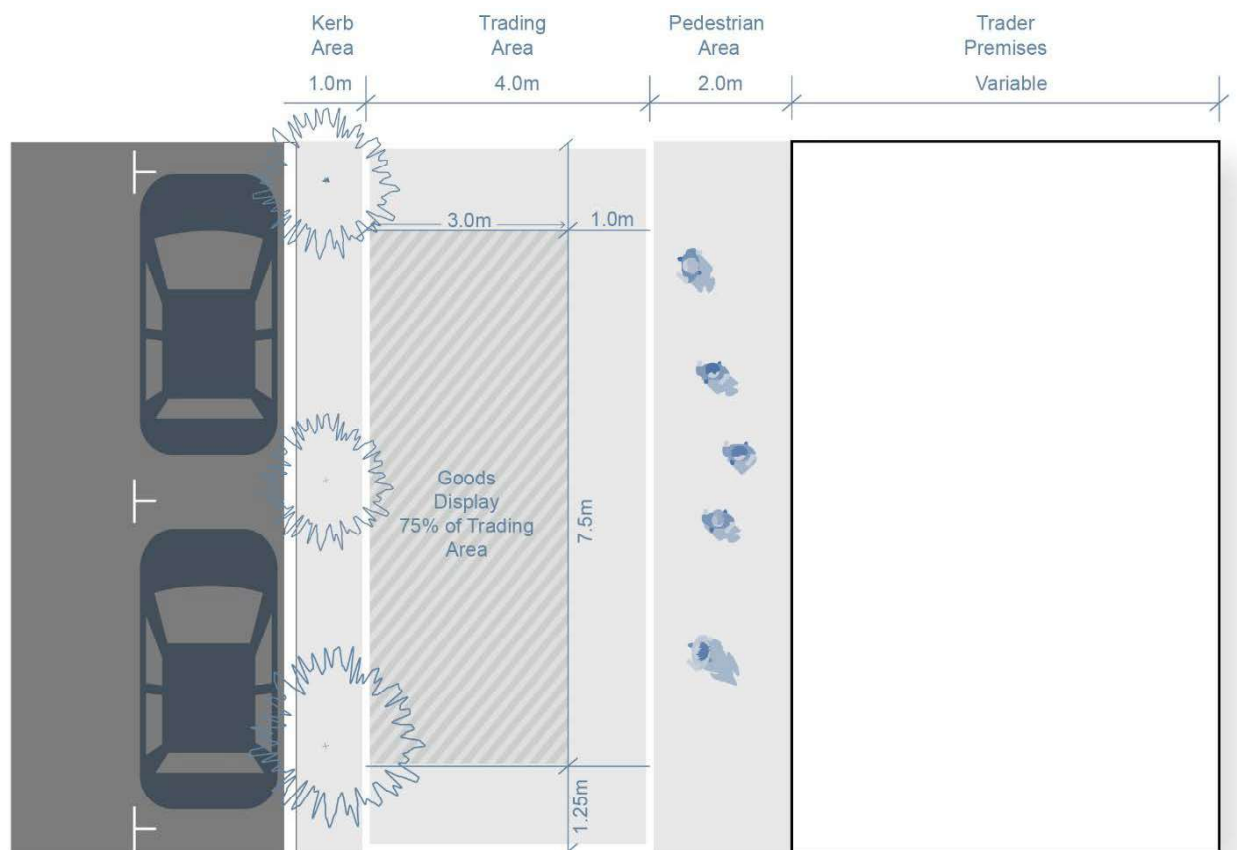 Kerb
Area
Trading
Area
Pedestrian
Area
Trader
Premises
1.0m
4.0m
2.0m
Variable
3.0m
1.0m
Goods
Display
75% of Trading
Area
7.5m
1.25m